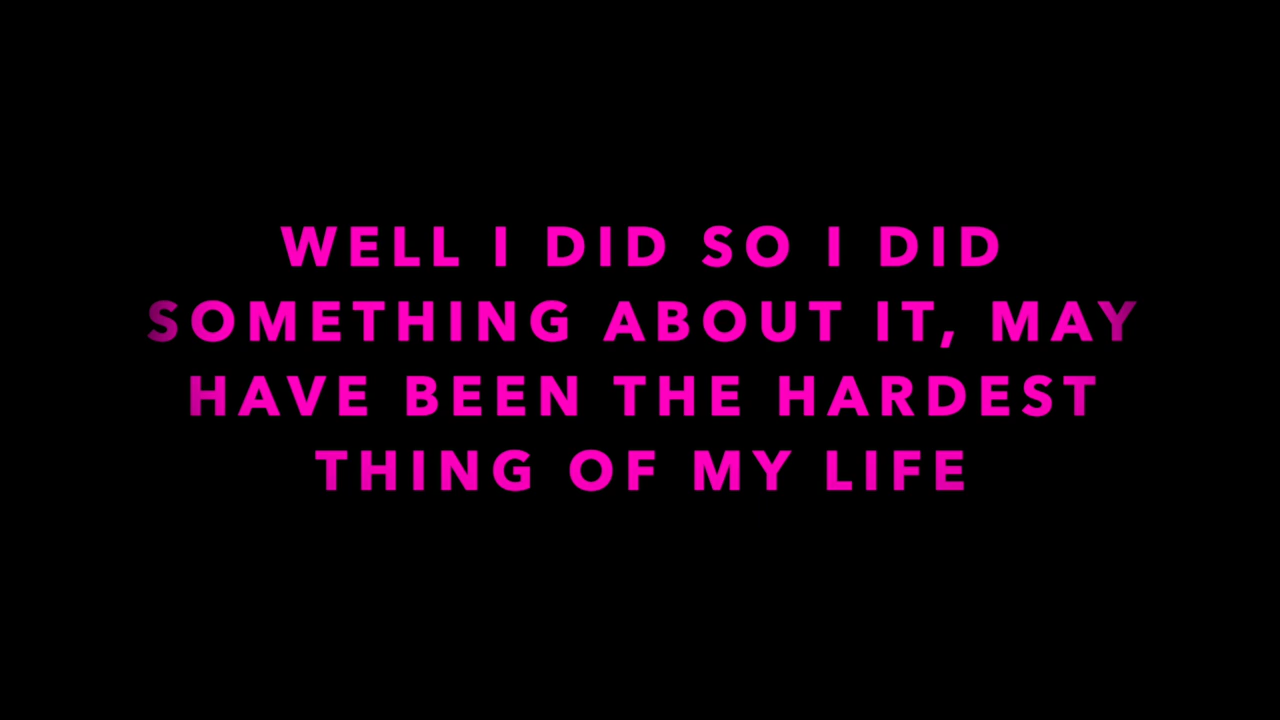 WELL I DID SO I DID
SOMETHING ABOUT IT, MAY
HAVE BEEN THE HARDEST
THING OF MY LIFE